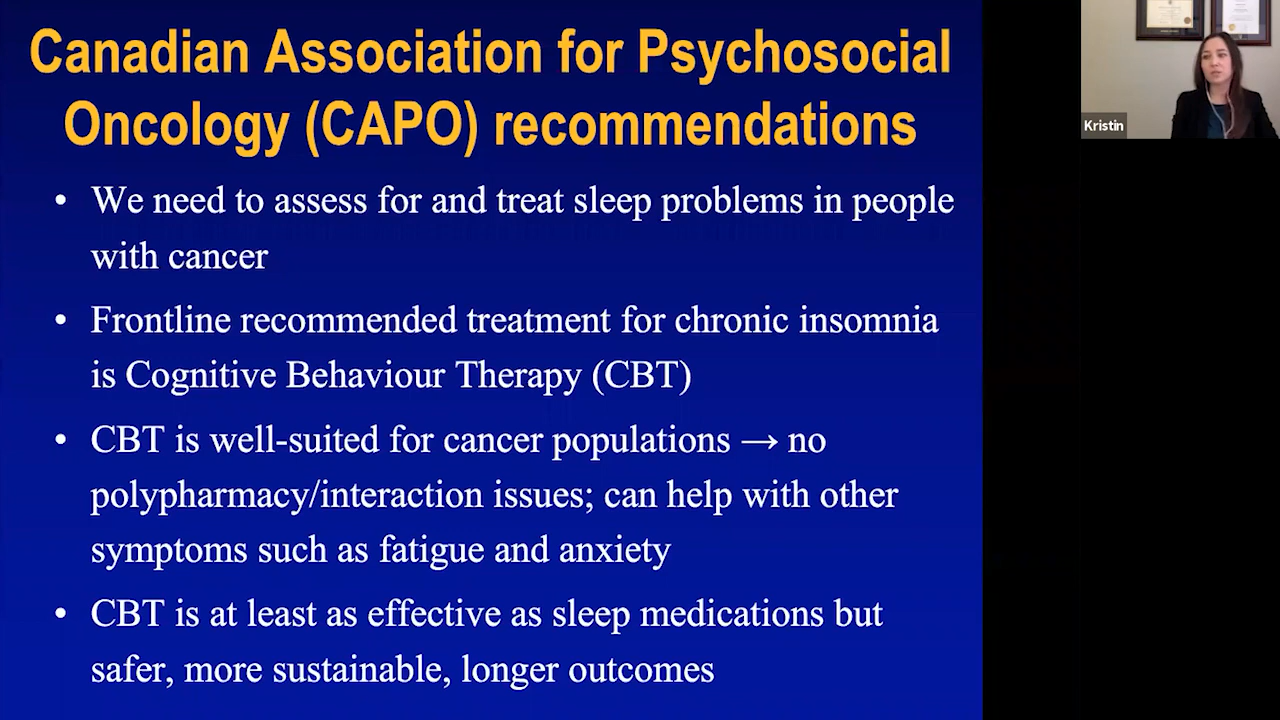 Canadian Association for Psychosocial
Oncology (CAPO) recommendations
• We need to assess for and treat sleep problems in people
with cancer
• Frontline recommended treatment for chronic insomnia
is Cognitive Behaviour Therapy (CBT)
• CBT is well-suited for cancer populations → no
polypharmacy/interaction issues; can help with other
symptoms such as fatigue and anxiety
• CBT is at least as effective as sleep medications but
safer, more sustainable, longer outcomes
Kristin